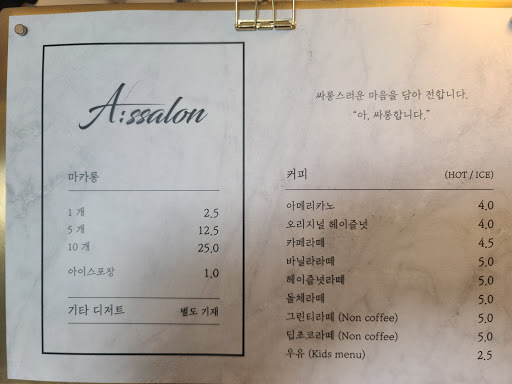 A:ssalon
마카롱
1 개 2.5
5 개 12.5
10 개 25.0
아이스포장 1.0
기타 디저트 별도 기재
싸롱스러운 마음을 담아 전합니다.
“아, 싸롱합니다.”
커피 (HOT / ICE)
아메리카노 4.0
오리지널 헤이즐넛 4.0
카페라떼 4.5
바닐라라떼 5.0
헤이즐넛라떼 5.0
돌체라떼 5.0
그린티라떼 (Non coffee) 5.0
딥초코라떼 (Non coffee) 5.0
우유 (Kids menu) 2.5